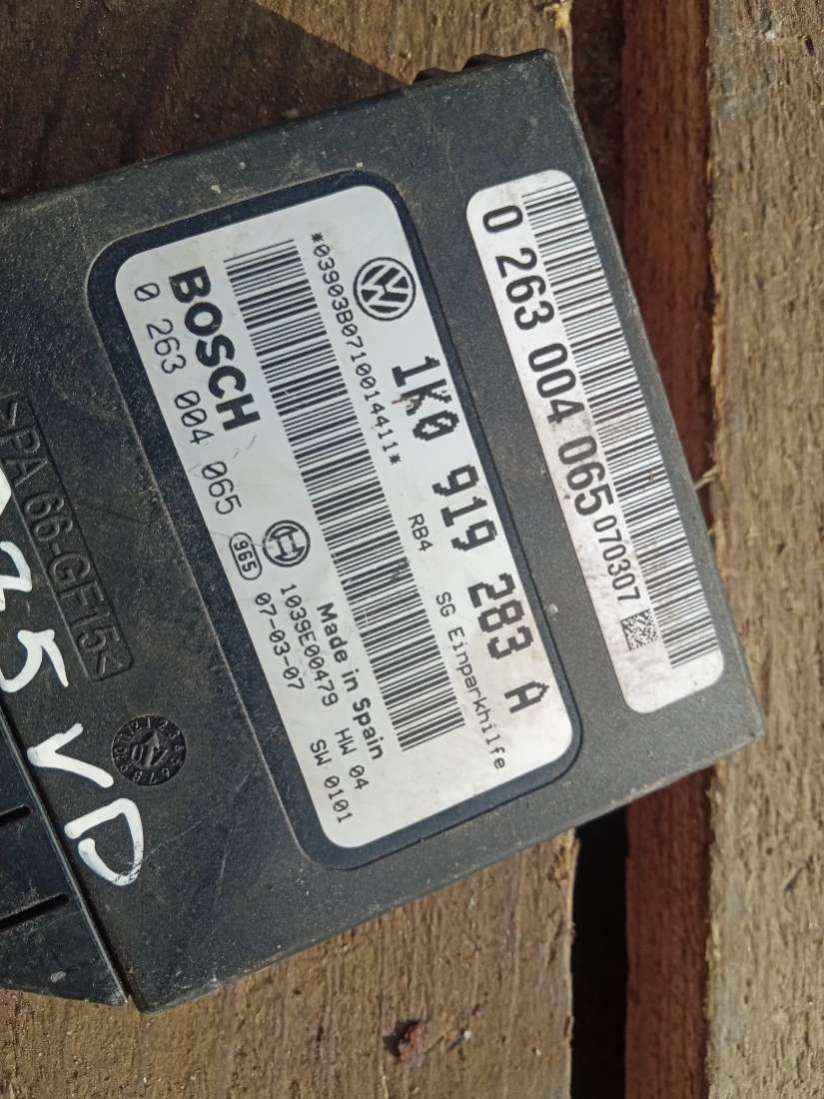 0 263 004 065 070307
1K0 919 283 A
RB4 SG Einparkhilfe
*03903B0710014411*
Made in Spain
BOSCH
1039E00479 HW 04
0 263 004 065
965
07-03-07 SW 0101
>PA 66-GF15<